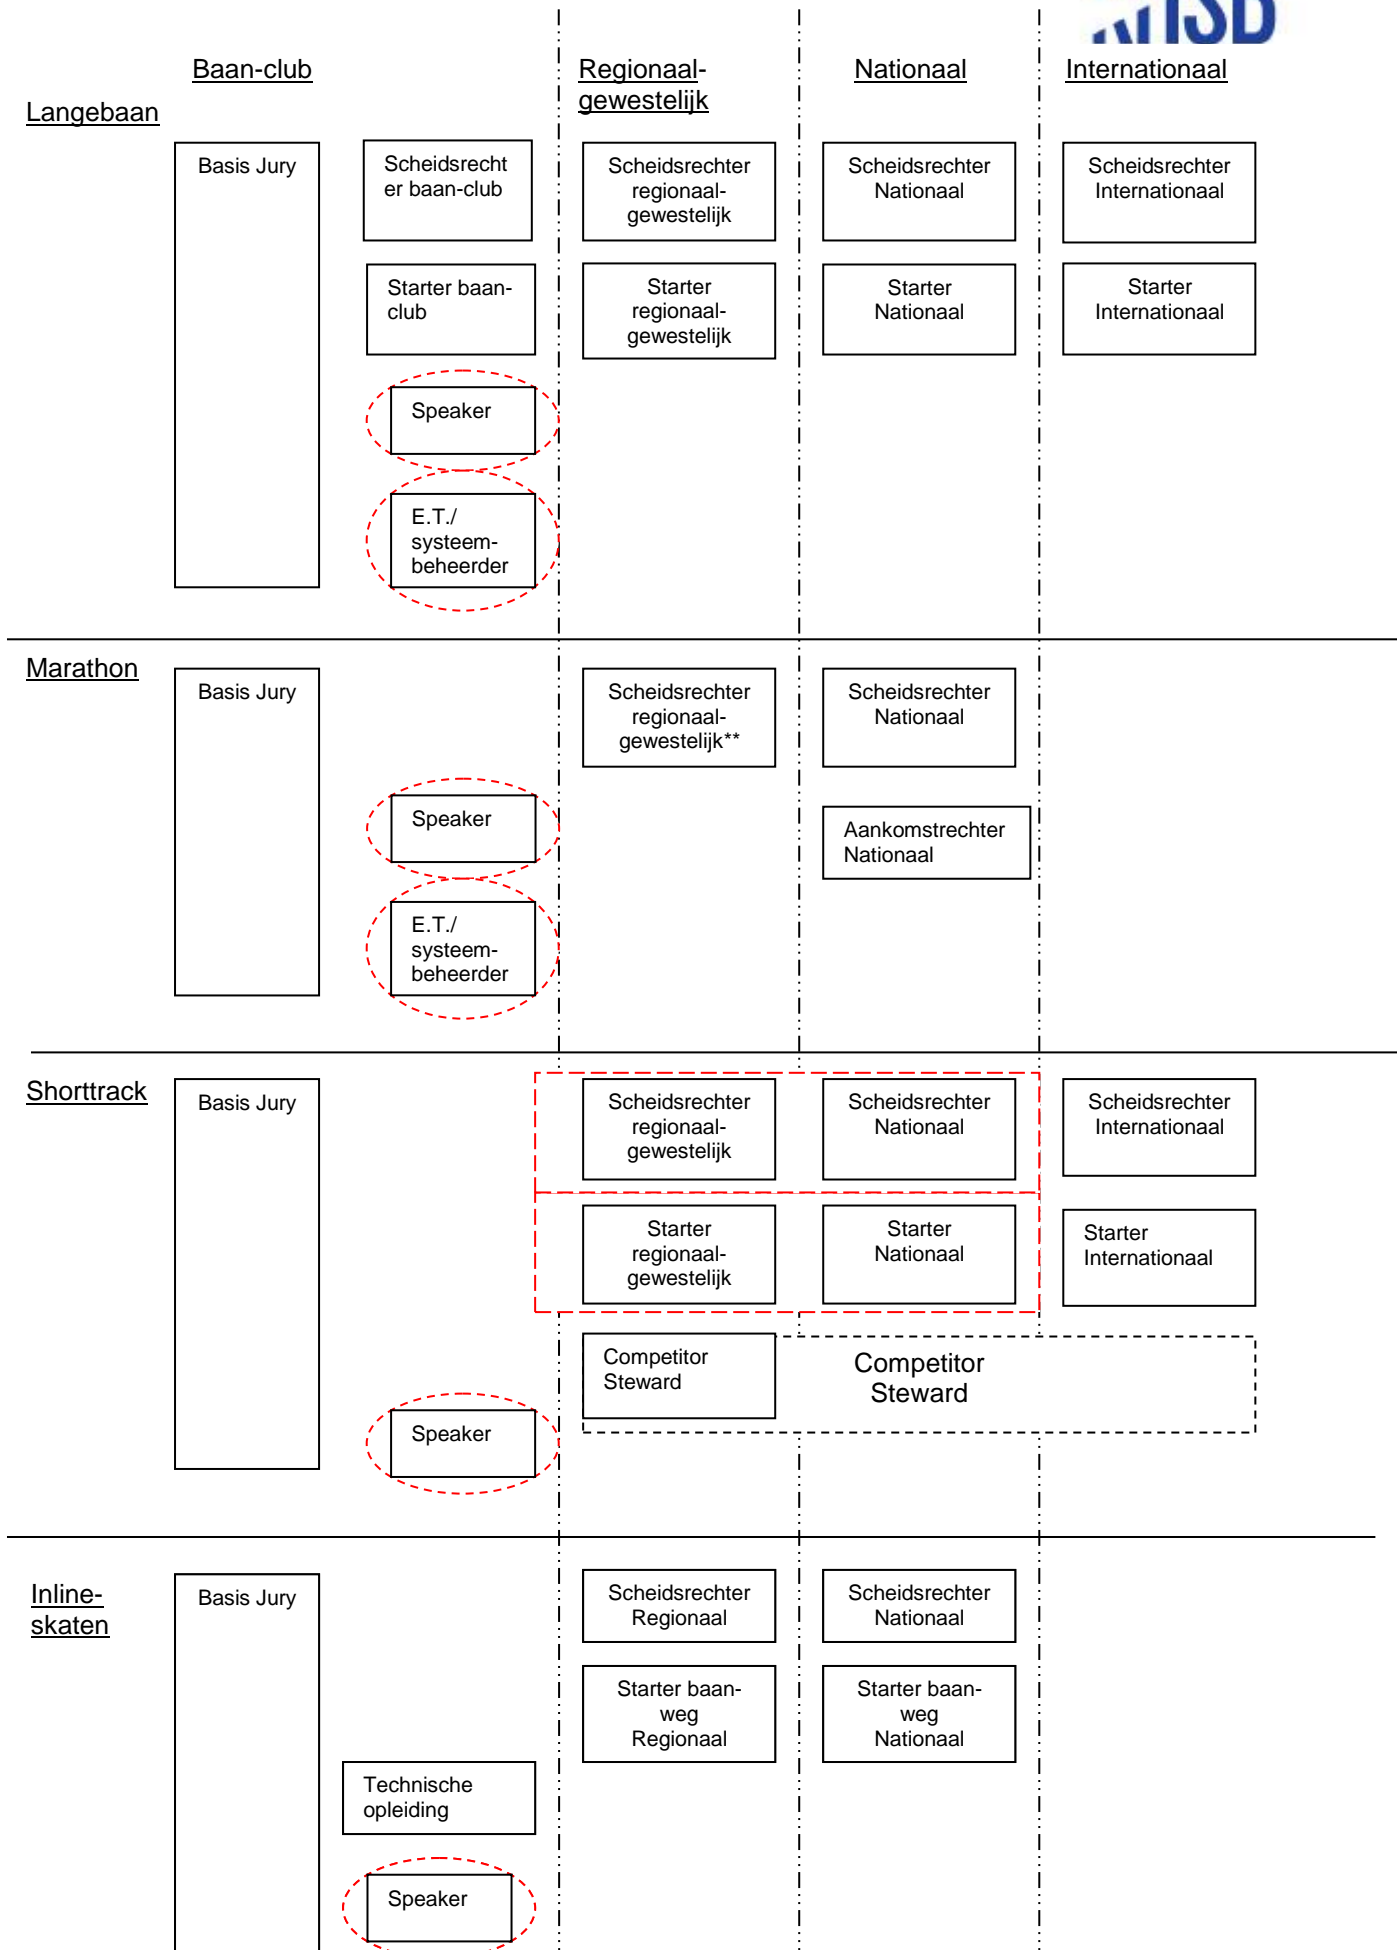 KNSB
Baan-club
Regionaal-
gewestelijk
Nationaal
Internationaal
Langebaan
Basis Jury
Scheidsrecht
er baan-club
Scheidsrechter
regionaal-
gewestelijk
Scheidsrechter
Nationaal
Scheidsrechter
Internationaal
Starter baan-
club
Starter
regionaal-
gewestelijk
Starter
Nationaal
Starter
Internationaal
Speaker
E.T./
systeem-
beheerder
Marathon
Basis Jury
Scheidsrechter
regionaal-
gewestelijk**
Scheidsrechter
Nationaal
Speaker
Aankomstrechter
Nationaal
E.T./
systeem-
beheerder
Shorttrack
Basis Jury
Scheidsrechter
regionaal-
gewestelijk
Scheidsrechter
Nationaal
Scheidsrechter
Internationaal
Starter
regionaal-
gewestelijk
Starter
Nationaal
Starter
Internationaal
Competitor
Steward
Competitor
Steward
Speaker
Inline-
skaten
Basis Jury
Scheidsrechter
Regionaal
Scheidsrechter
Nationaal
Starter baan-
weg
Regionaal
Starter baan-
weg
Nationaal
Technische
opleiding
Speaker